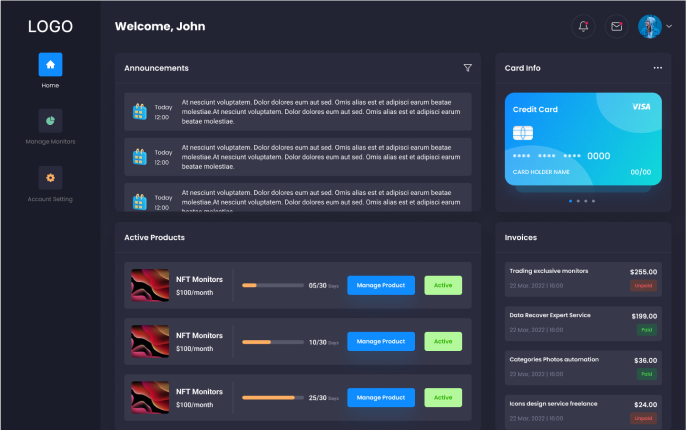 LOGO
Home
Manage Monitors
Account Setting
Welcome, John
Announcements
Today
12:00
At nesciunt voluptatem. Dolor dolores eum aut sed. Omis alias est et adipisci earum beatae
molestiae.At nesciunt voluptatem. Dolor dolores eum aut sed. Omis alias est et adipisci earum
beatae molestiae.
Today
12:00
At nesciunt voluptatem. Dolor dolores eum aut sed. Omis alias est et adipisci earum beatae
molestiae.At nesciunt voluptatem. Dolor dolores eum aut sed. Omis alias est et adipisci earum
beatae molestiae.
Today
12:00
At nesciunt voluptatem. Dolor dolores eum aut sed. Omis alias est et adipisci earum beatae
molestiae.At nesciunt voluptatem. Dolor dolores eum aut sed. Omis alias est et adipisci earum
Card Info
Credit Card
VISA
**** **** **** 0000
CARD HOLDER NAME
00/00
Active Products
NFT Monitors
$100/month
05/30 Days
Manage Product
Active
NFT Monitors
$100/month
10/30 Days
Manage Product
Active
NFT Monitors
$100/month
25/30 Days
Manage Product
Active
Invoices
Trading exclusive monitors
$255.00
22 Mar, 2022 | 16:00
Unpaid
Data Recover Expert Service
$199.00
22 Mar, 2022 | 16:00
Paid
Categories Photos automation
$36.00
22 Mar, 2022 | 16:00
Paid
Icons design service freelance
$24.00
22 Mar, 2022 | 16:00
Unpaid